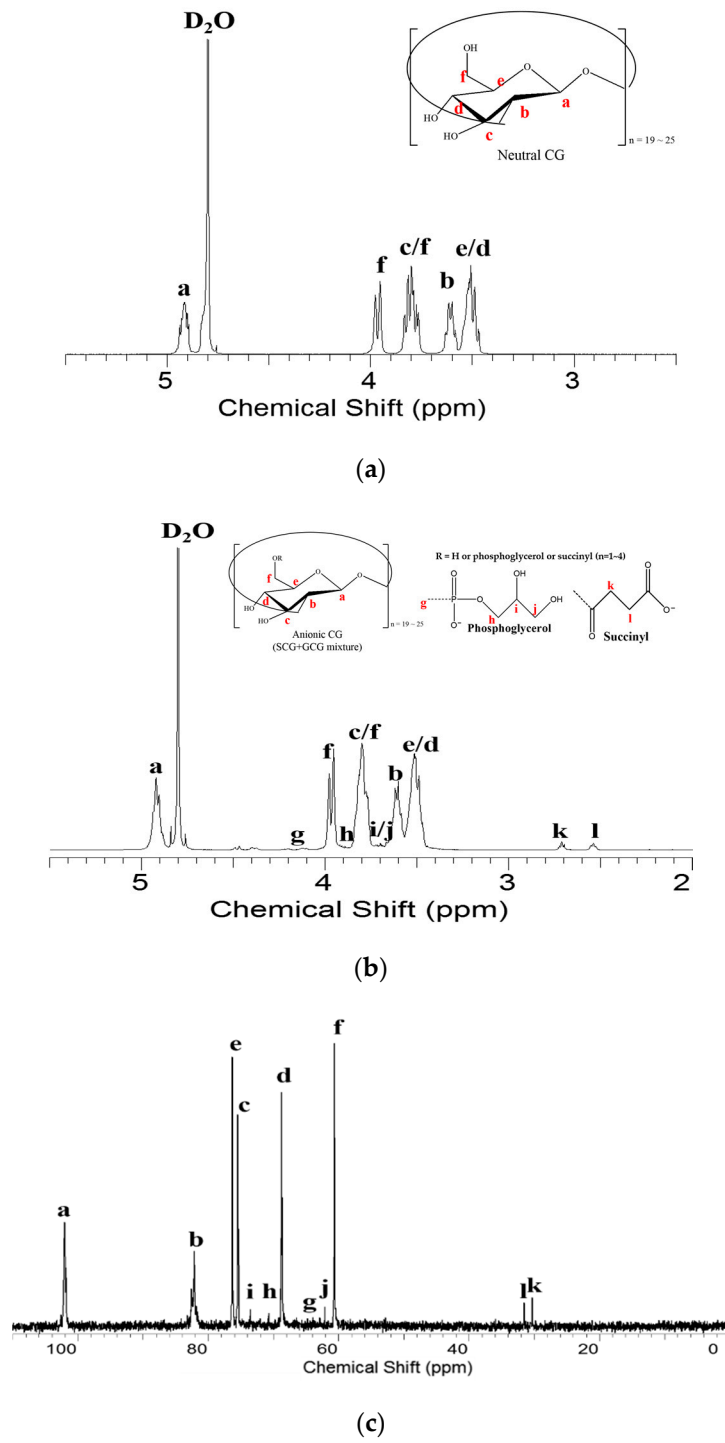 D₂O
OH
f
e
O
O
a
b
d
HO
HO
c
n = 19 ~ 25
Neutral CG
a
f
c/f
b
e/d
5
4
3
Chemical Shift (ppm)
(a)
D₂O
OR
f
e
O
O
a
b
d
HO
HO
c
n = 19 ~ 25
Anionic CG
(SCG+GCG mixture)
R = H or phosphoglycerol or succinyl (n=1~4)
O
OH
g
P
O
OH
O⁻
h
i
j
Phosphoglycerol
k
O
O⁻
O
l
Succinyl
a
g
f
h
c/f
i/j
b
e/d
k
l
5
4
3
2
Chemical Shift (ppm)
(b)
a
b
e
c
i
h
d
g
j
f
l
k
100
80
60
40
20
0
Chemical Shift (ppm)
(c)